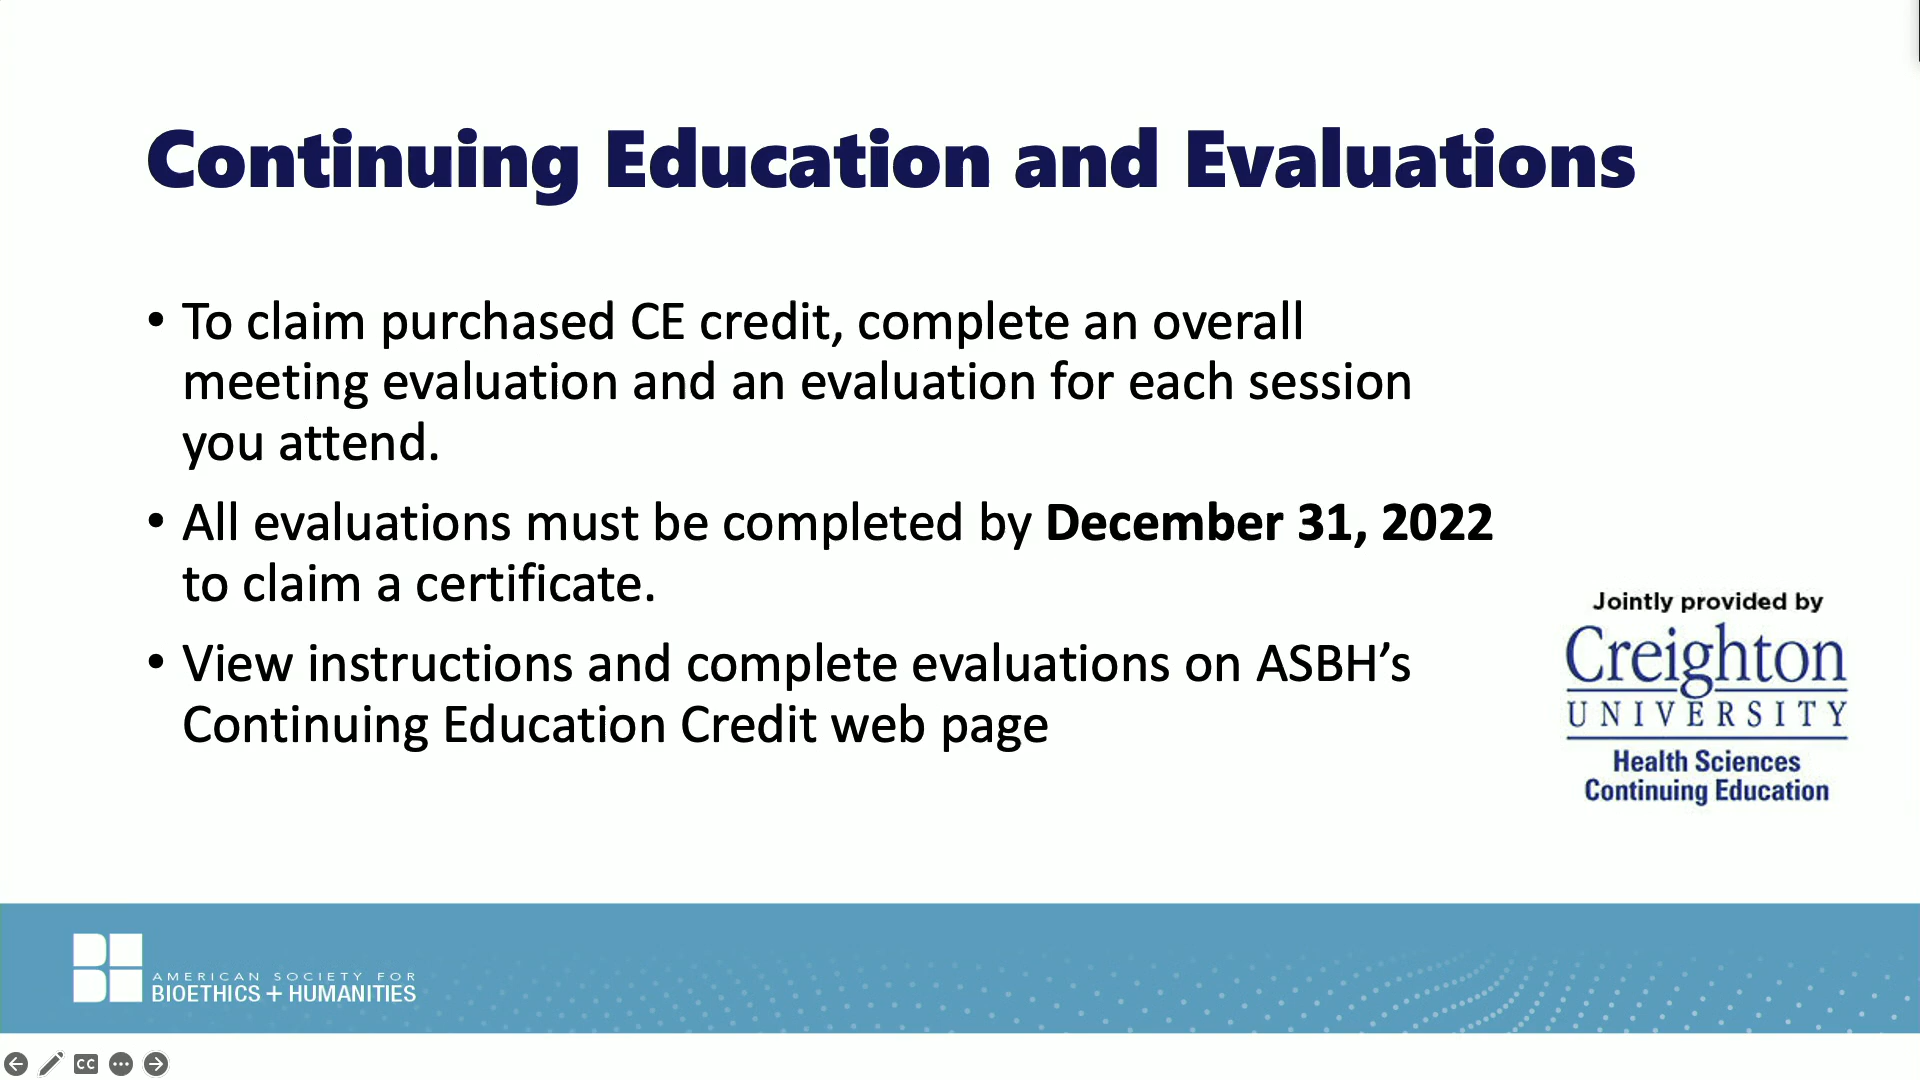 Continuing Education and Evaluations
• To claim purchased CE credit, complete an overall
meeting evaluation and an evaluation for each session
you attend.
• All evaluations must be completed by December 31, 2022
to claim a certificate.
• View instructions and complete evaluations on ASBH’s
Continuing Education Credit web page
Jointly provided by
Creighton
UNIVERSITY
Health Sciences
Continuing Education
AMERICAN SOCIETY FOR
BIOETHICS + HUMANITIES
CC